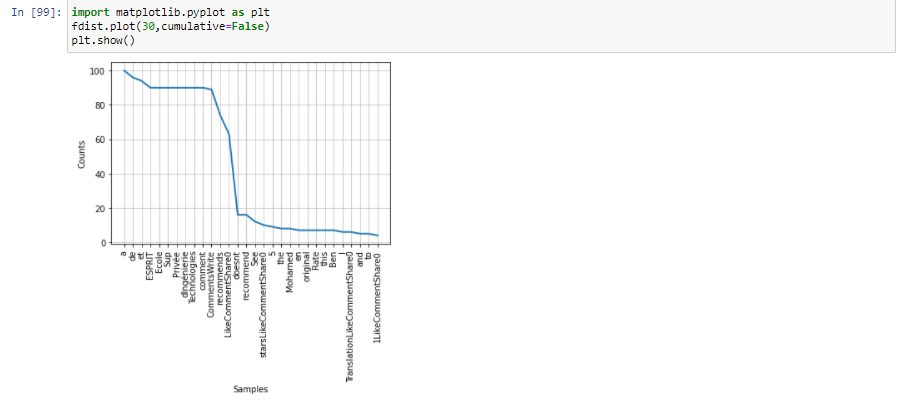 In [99]: import matplotlib.pyplot as plt
fdist.plot(30,cumulative=False)
plt.show()
100
80
60
40
20
0
Counts
a
de
et
ESPRIT
Ecole
Sup
Privée
dIngénierie
Technologies
comment
CommentsWrite
recommends
LikeCommentShare0
doesnt
recommend
See
starsLikeCommentShare0
5
the
Mohamed
en
original
Rate
this
Ben
I
TranslationLikeCommentShare0
and
to
1LikeCommentShare0
Samples